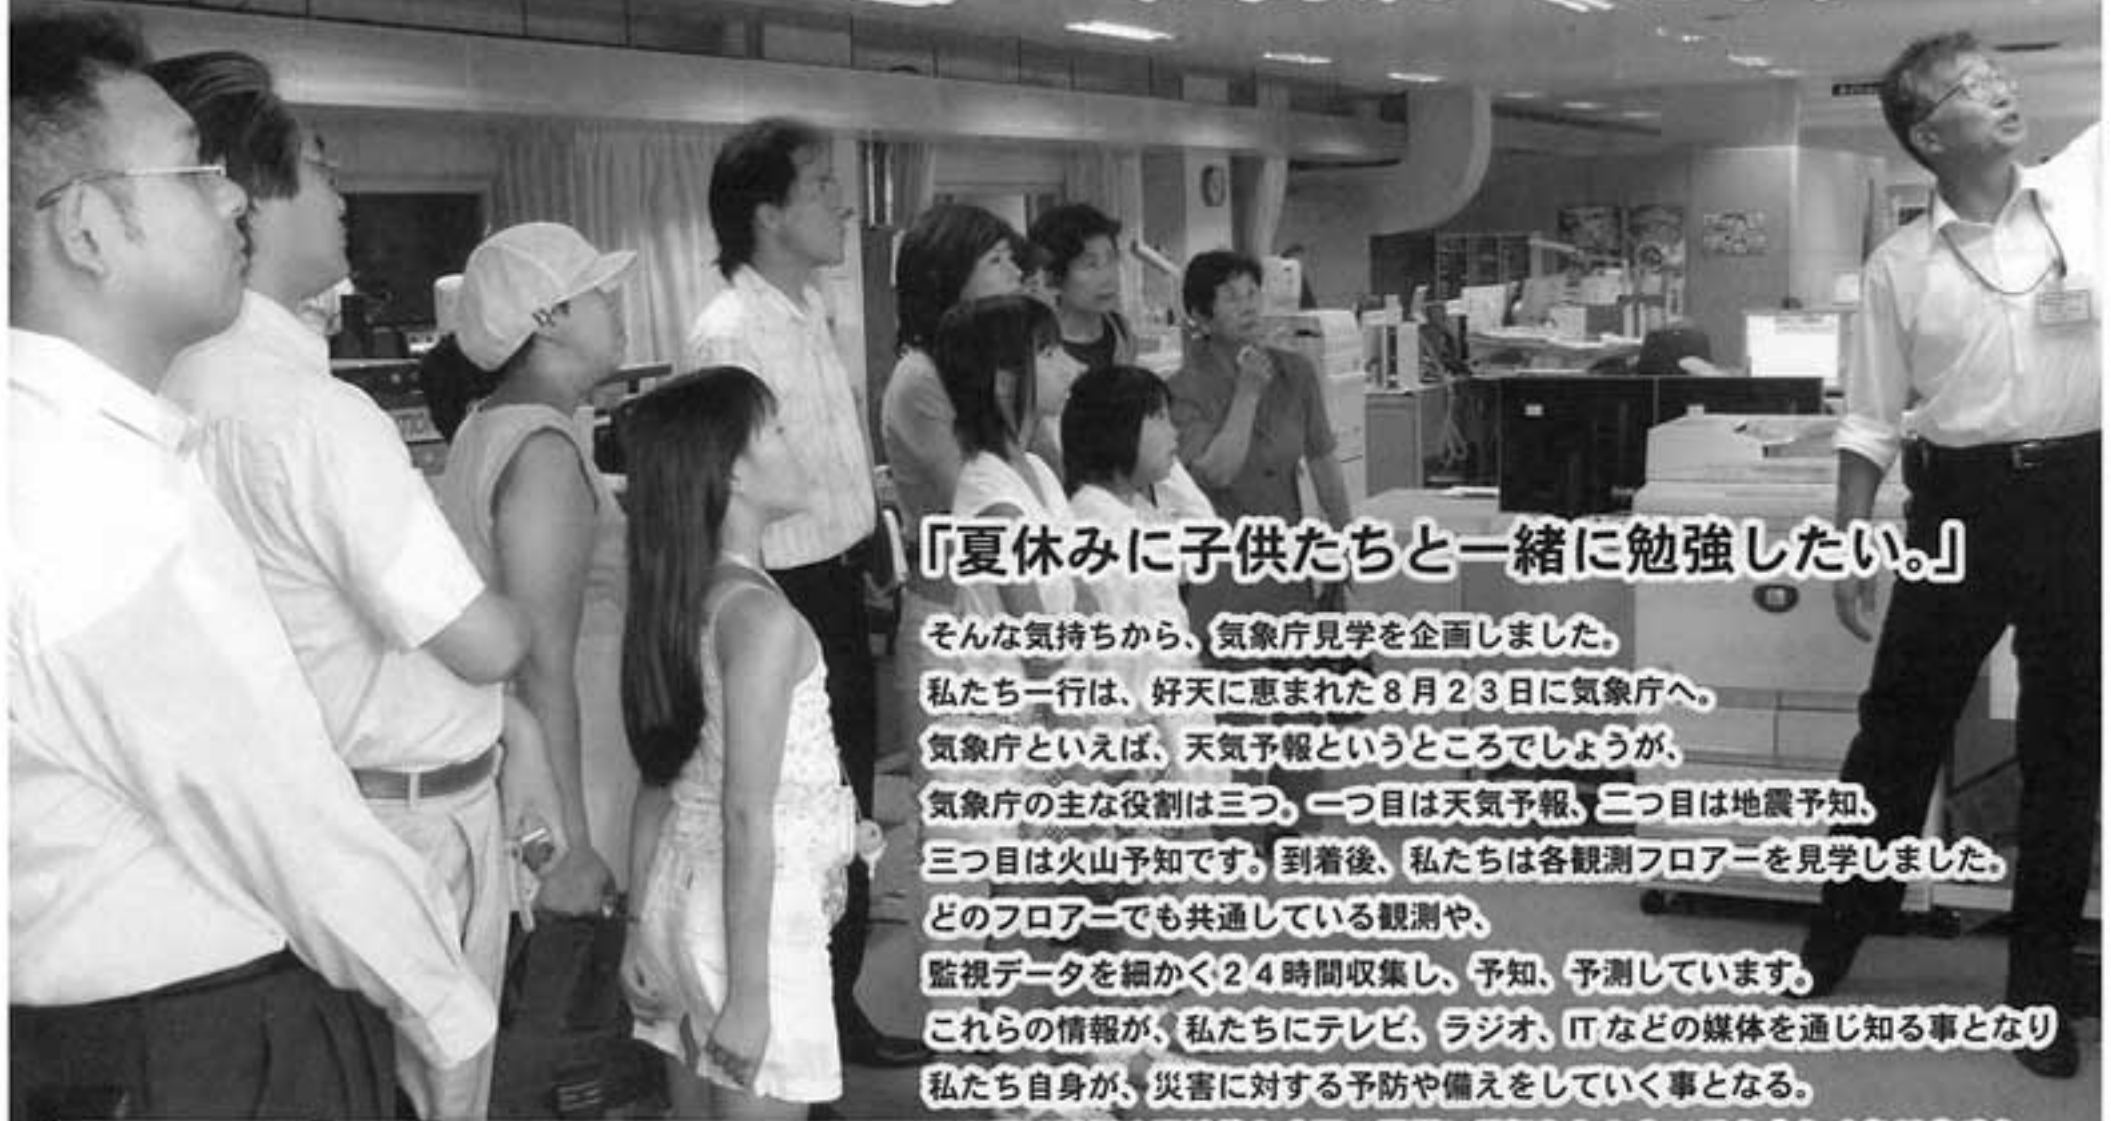 「夏休みに子供たちと一緒に勉強したい。」
そんな気持ちから、気象庁見学を企画しました。
私たち一行は、好天に恵まれた８月２３日に気象庁へ。
気象庁といえば、天気予報というところでしょうが、
気象庁の主な役割は三つ。一つ目は天気予報、二つ目は地震予知、
三つ目は火山予知です。到着後、私たちは各観測フロアーを見学しました。
どのフロアーでも共通している観測や、
監視データを細かく２４時間収集し、予知、予測しています。
これらの情報が、私たちにテレビ、ラジオ、ITなどの媒体を通じ知る事となり
私たち自身が、災害に対する予防や備えをしていく事となる。